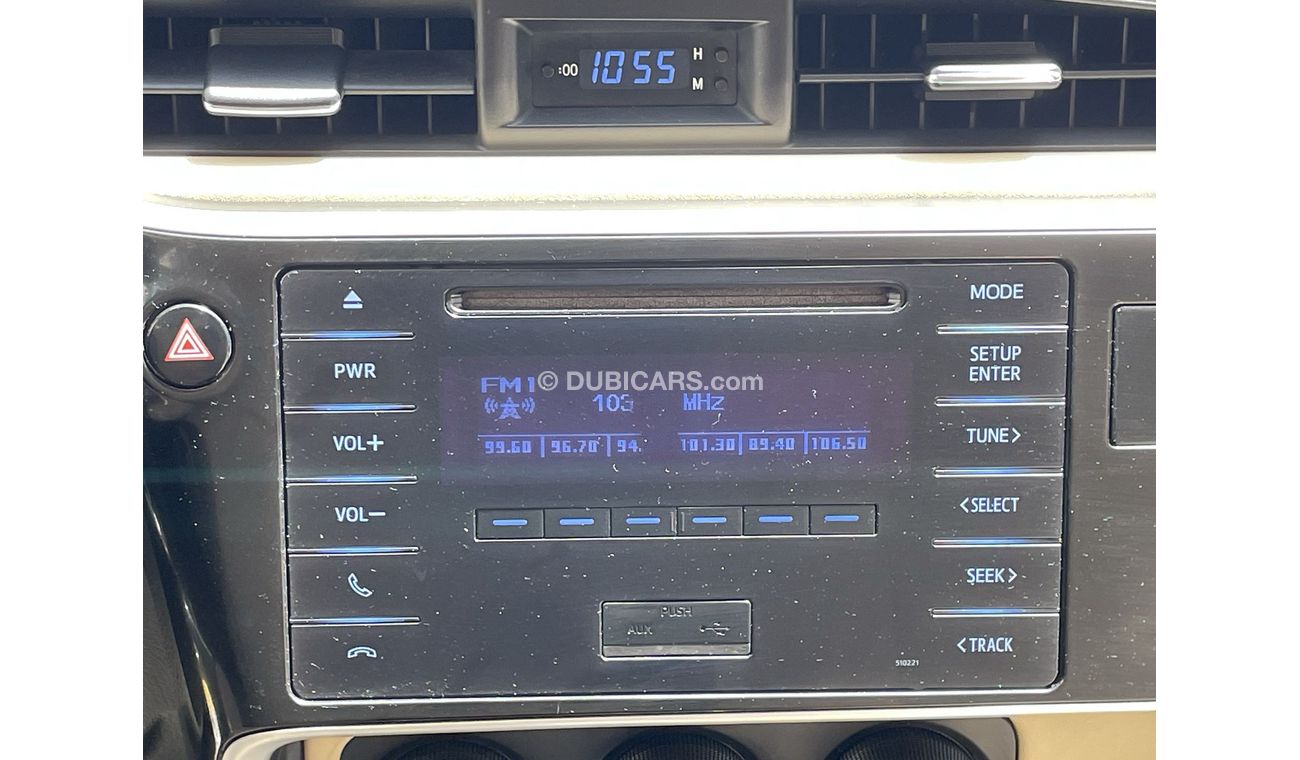 :00 1055 H
M
MODE
PWR
SETUP
ENTER
FM1
© DUBICARS.com
MHz
VOL+
TUNE>
99.60 96.70 94. 101.30 89.40 106.50
VOL-
<SELECT
SEEK>
PUSH
AUX
<TRACK
510221